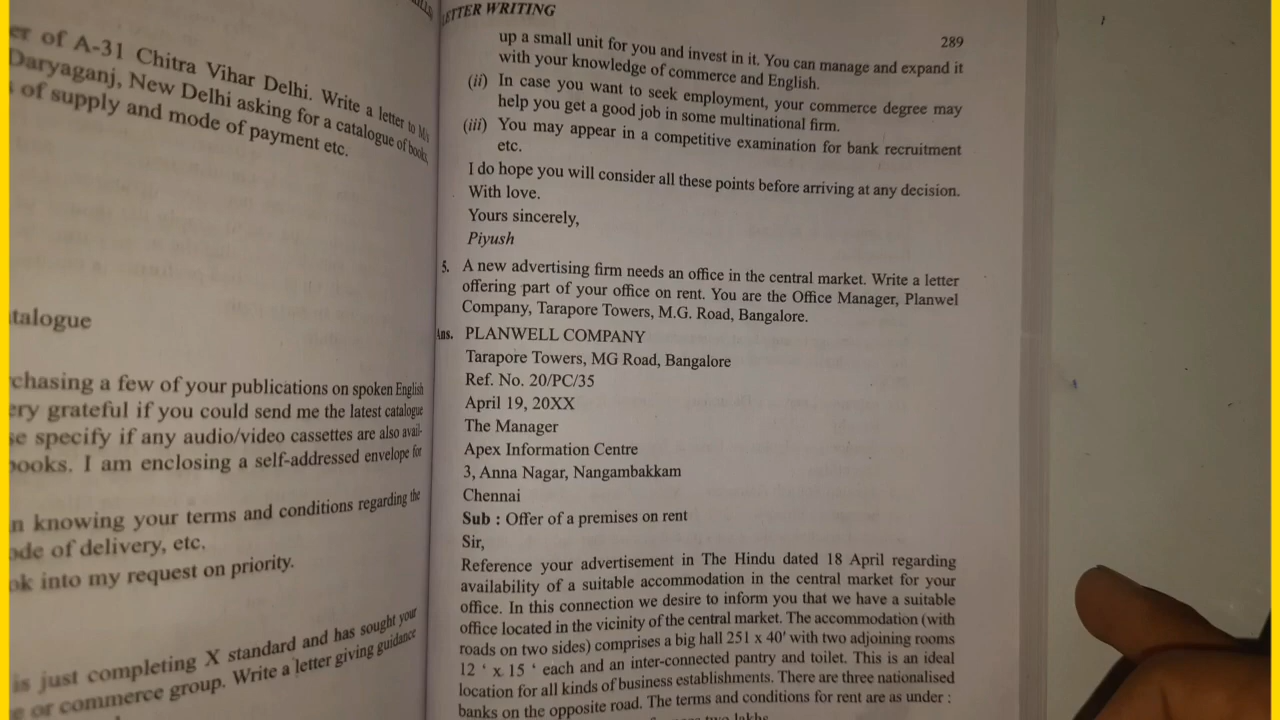 er of A-31 Chitra Vihar Delhi. Write a letter to M/s
Daryaganj, New Delhi asking for a catalogue of books,
of supply and mode of payment etc.
talogue
chasing a few of your publications on spoken English
ery grateful if you could send me the latest catalogue
se specify if any audio/video cassettes are also avail-
books. I am enclosing a self-addressed envelope for
n knowing your terms and conditions regarding the
ode of delivery, etc.
ok into my request on priority.
is just completing X standard and has sought your
e or commerce group. Write a letter giving guidance
LETTER WRITING
289
up a small unit for you and invest in it. You can manage and expand it
with your knowledge of commerce and English.
(ii) In case you want to seek employment, your commerce degree may
help you get a good job in some multinational firm.
(iii) You may appear in a competitive examination for bank recruitment
etc.
I do hope you will consider all these points before arriving at any decision.
With love.
Yours sincerely,
Piyush
5. A new advertising firm needs an office in the central market. Write a letter
offering part of your office on rent. You are the Office Manager, Planwel
Company, Tarapore Towers, M.G. Road, Bangalore.
Ans. PLANWELL COMPANY
Tarapore Towers, MG Road, Bangalore
Ref. No. 20/PC/35
April 19, 20XX
The Manager
Apex Information Centre
3, Anna Nagar, Nangambakkam
Chennai
Sub : Offer of a premises on rent
Sir,
Reference your advertisement in The Hindu dated 18 April regarding
availability of a suitable accommodation in the central market for your
office. In this connection we desire to inform you that we have a suitable
office located in the vicinity of the central market. The accommodation (with
roads on two sides) comprises a big hall 251 x 40' with two adjoining rooms
12 ' x 15 ' each and an inter-connected pantry and toilet. This is an ideal
location for all kinds of business establishments. There are three nationalised
banks on the opposite road. The terms and conditions for rent are as under :
two lakhs